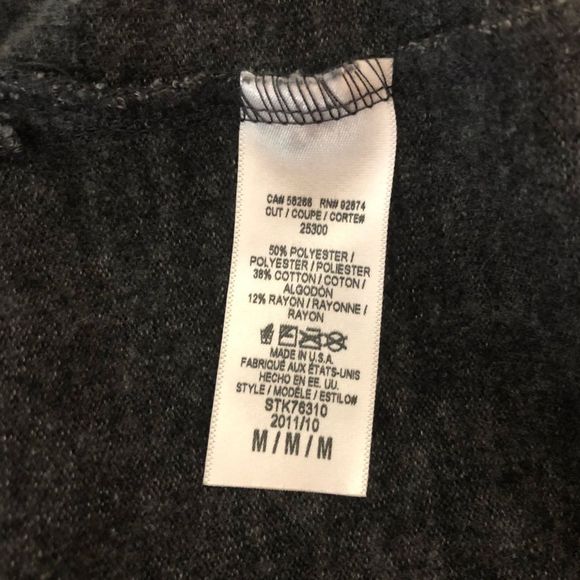 CA# 56288 RN# 92874
CUT / COUPE / CORTE#
25300
50% POLYESTER /
POLYESTER / POLIESTER
38% COTTON / COTON /
ALGODÓN
12% RAYON / RAYONNE /
RAYON
MADE IN U.S.A.
FABRIQUÉ AUX ÉTATS-UNIS
HECHO EN EE. UU.
STYLE / MODÈLE / ESTILO#
STK76310
2011/10
M / M / M